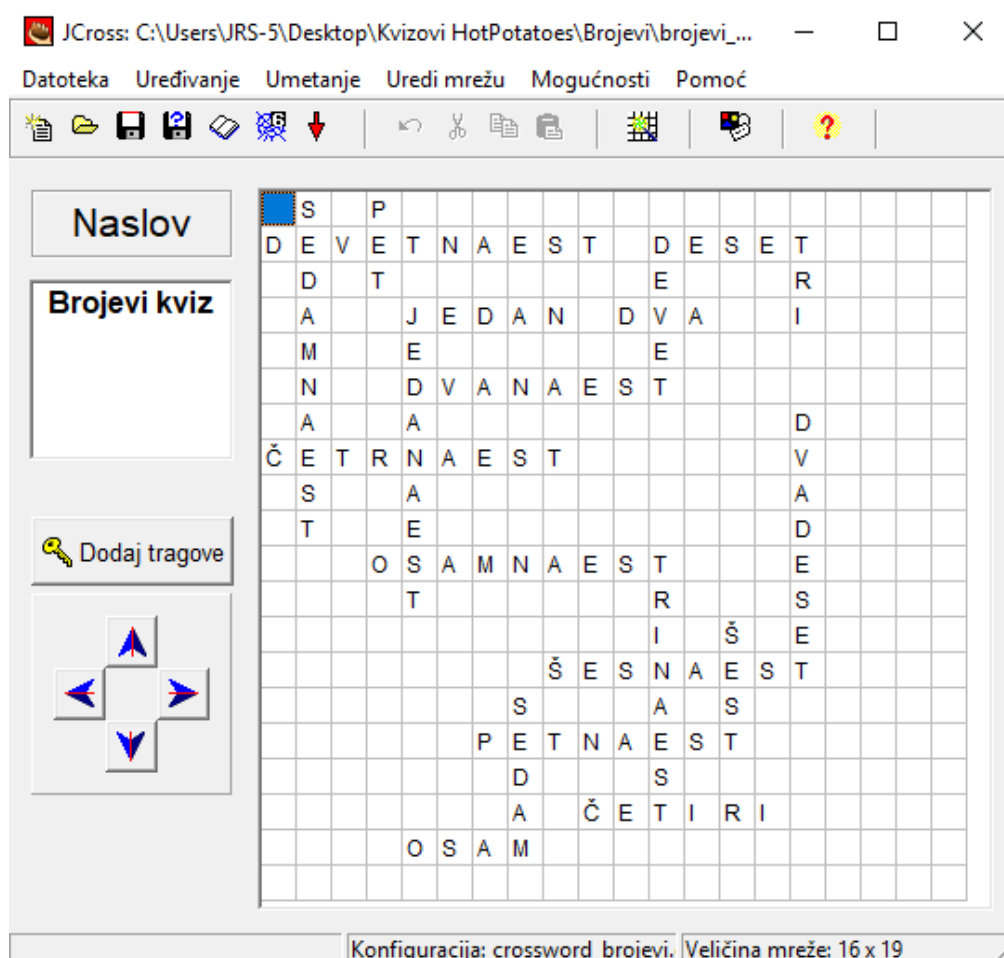 JCross: C:\Users\JRS-5\Desktop\Kvizovi HotPotatoes\Brojevi\brojevi_...
Datoteka Uređivanje Umetanje Uredi mrežu Mogućnosti Pomoć
Naslov
Brojevi kviz
Dodaj tragove
S P
D E V E T N A E S T D E S E T
D T E R
A J E D A N D V A I
M E E
N D V A N A E S T
A A D
Č E T R N A E S T V
S A A
T E D
O S A M N A E S T E
T R S
I Š E
Š E S N A E S T
S A S
P E T N A E S T
D S
A Č E T I R I
O S A M
Konfiguracija: crossword_brojevi. Veličina mreže: 16 x 19